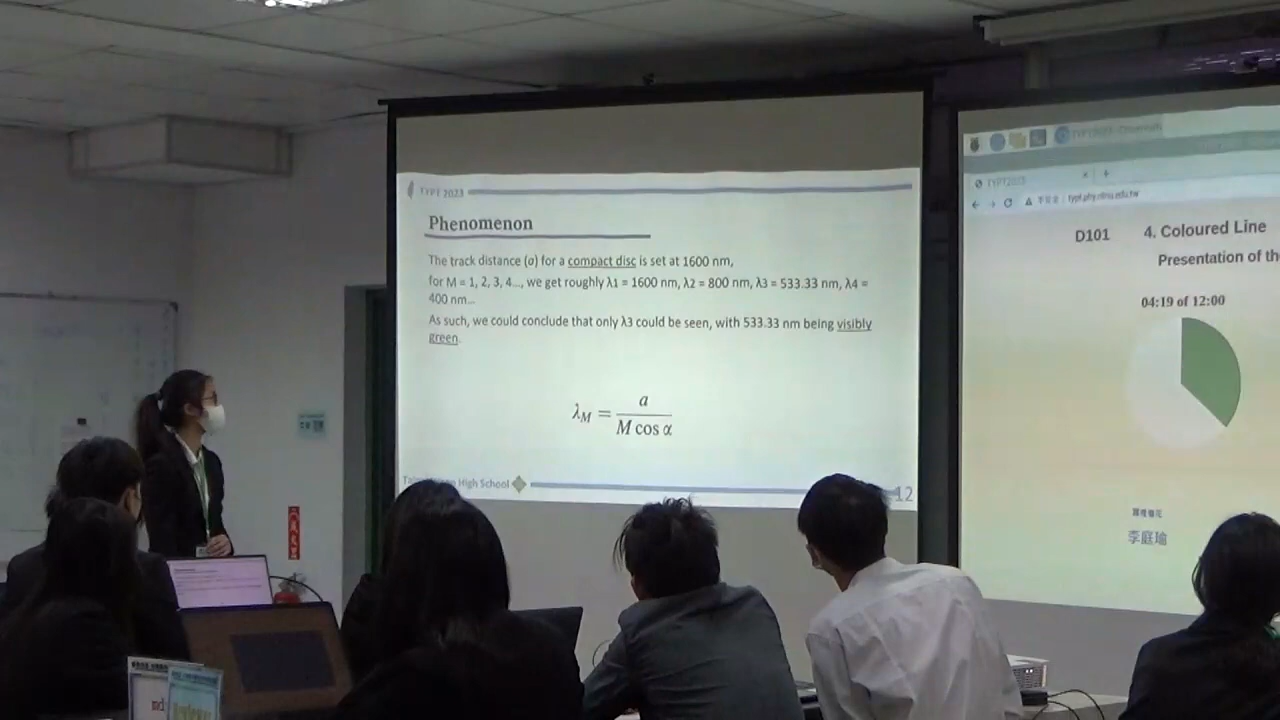 TYPT 2023
Phenomenon
The track distance (a) for a compact disc is set at 1600 nm,
for M = 1, 2, 3, 4..., we get roughly λ1 = 1600 nm, λ2 = 800 nm, λ3 = 533.33 nm, λ4 =
400 nm...
As such, we could conclude that only λ3 could be seen, with 533.33 nm being visibly
green.
λ_M = a / (M cos α)
High School
12
TYPT2023
D101 4. Coloured Line
Presentation of th
04:19 of 12:00
李庭瑜